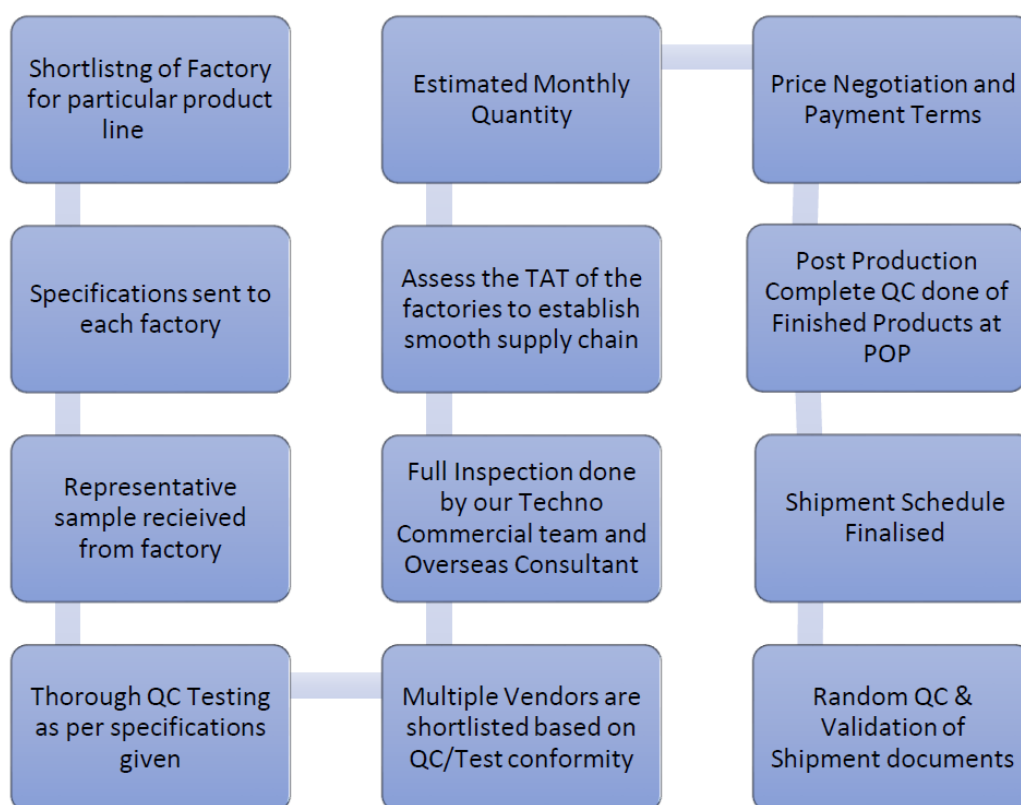 Shortlistng of Factory
for particular product
line
Specifications sent to
each factory
Representative
sample recieived
from factory
Thorough QC Testing
as per specifications
given
Multiple Vendors are
shortlisted based on
QC/Test conformity
Full Inspection done
by our Techno
Commercial team and
Overseas Consultant
Assess the TAT of the
factories to establish
smooth supply chain
Estimated Monthly
Quantity
Price Negotiation and
Payment Terms
Post Production
Complete QC done of
Finished Products at
POP
Shipment Schedule
Finalised
Random QC &
Validation of
Shipment documents